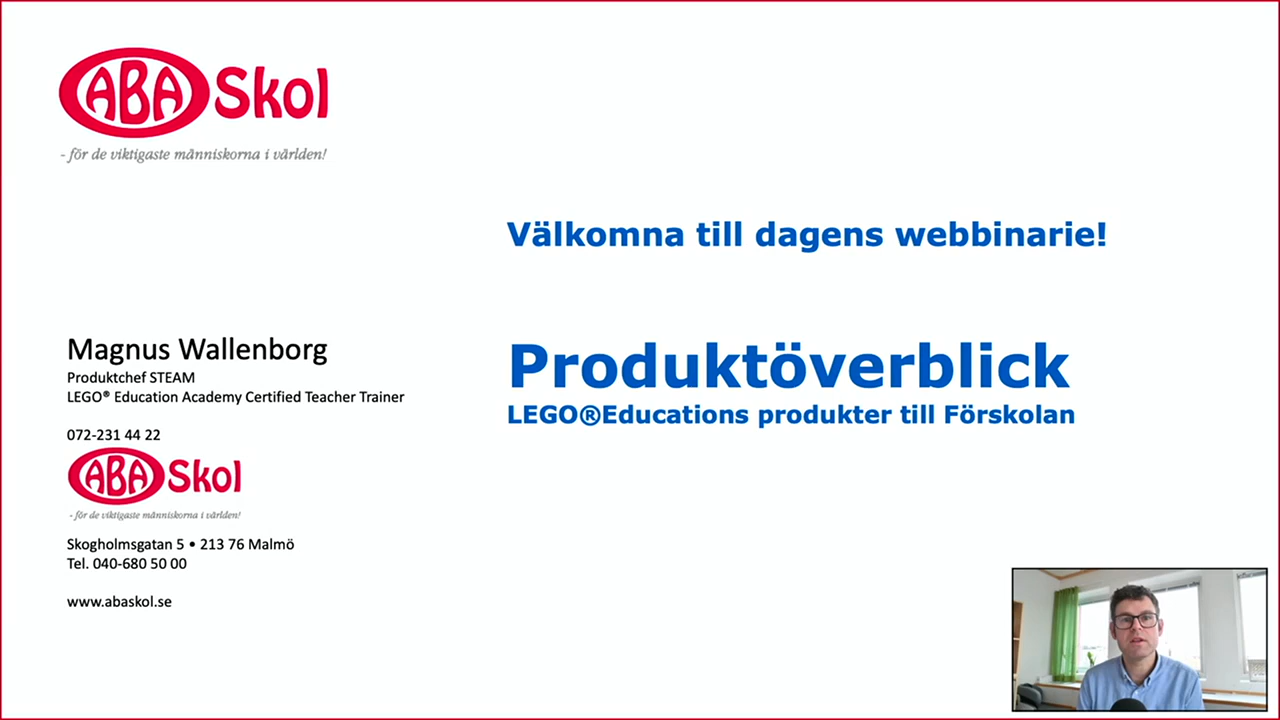 ABA Skol
- för de viktigaste människorna i världen!
Välkomna till dagens webbinarie!
Produktöverblick
LEGO®Educations produkter till Förskolan
Magnus Wallenborg
Produktchef STEAM
LEGO® Education Academy Certified Teacher Trainer
072-231 44 22
ABA Skol
- för de viktigaste människorna i världen!
Skogholmsgatan 5 • 213 76 Malmö
Tel. 040-680 50 00
www.abaskol.se